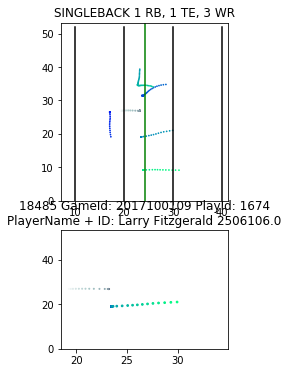 SINGLEBACK 1 RB, 1 TE, 3 WR
50
40
30
20
10
0
10 20 30 40
18485 GameId: 2017100109 PlayId: 1674
PlayerName + ID: Larry Fitzgerald 2506106.0
40
20
0
20 25 30